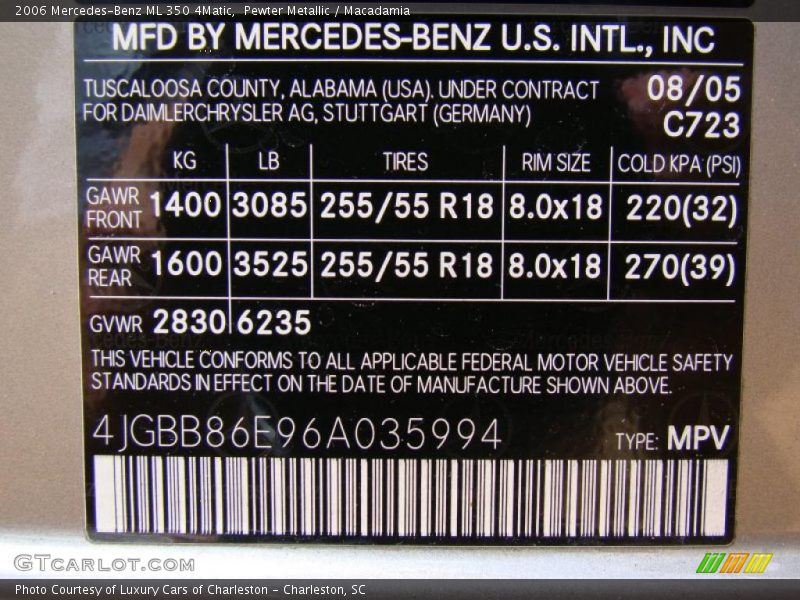 2006 Mercedes-Benz ML 350 4Matic, Pewter Metallic / Macadamia
MFD BY MERCEDES-BENZ U.S. INTL., INC
TUSCALOOSA COUNTY, ALABAMA (USA). UNDER CONTRACT 08/05
FOR DAIMLERCHRYSLER AG, STUTTGART (GERMANY) C723
KG LB TIRES RIM SIZE COLD KPA (PSI)
GAWR FRONT 1400 3085 255/55 R18 8.0x18 220(32)
GAWR REAR 1600 3525 255/55 R18 8.0x18 270(39)
GVWR 2830 6235
THIS VEHICLE CONFORMS TO ALL APPLICABLE FEDERAL MOTOR VEHICLE SAFETY
STANDARDS IN EFFECT ON THE DATE OF MANUFACTURE SHOWN ABOVE.
4JGBB86E96A035994 TYPE: MPV
GTCARLOT.COM
Photo Courtesy of Luxury Cars of Charleston - Charleston, SC